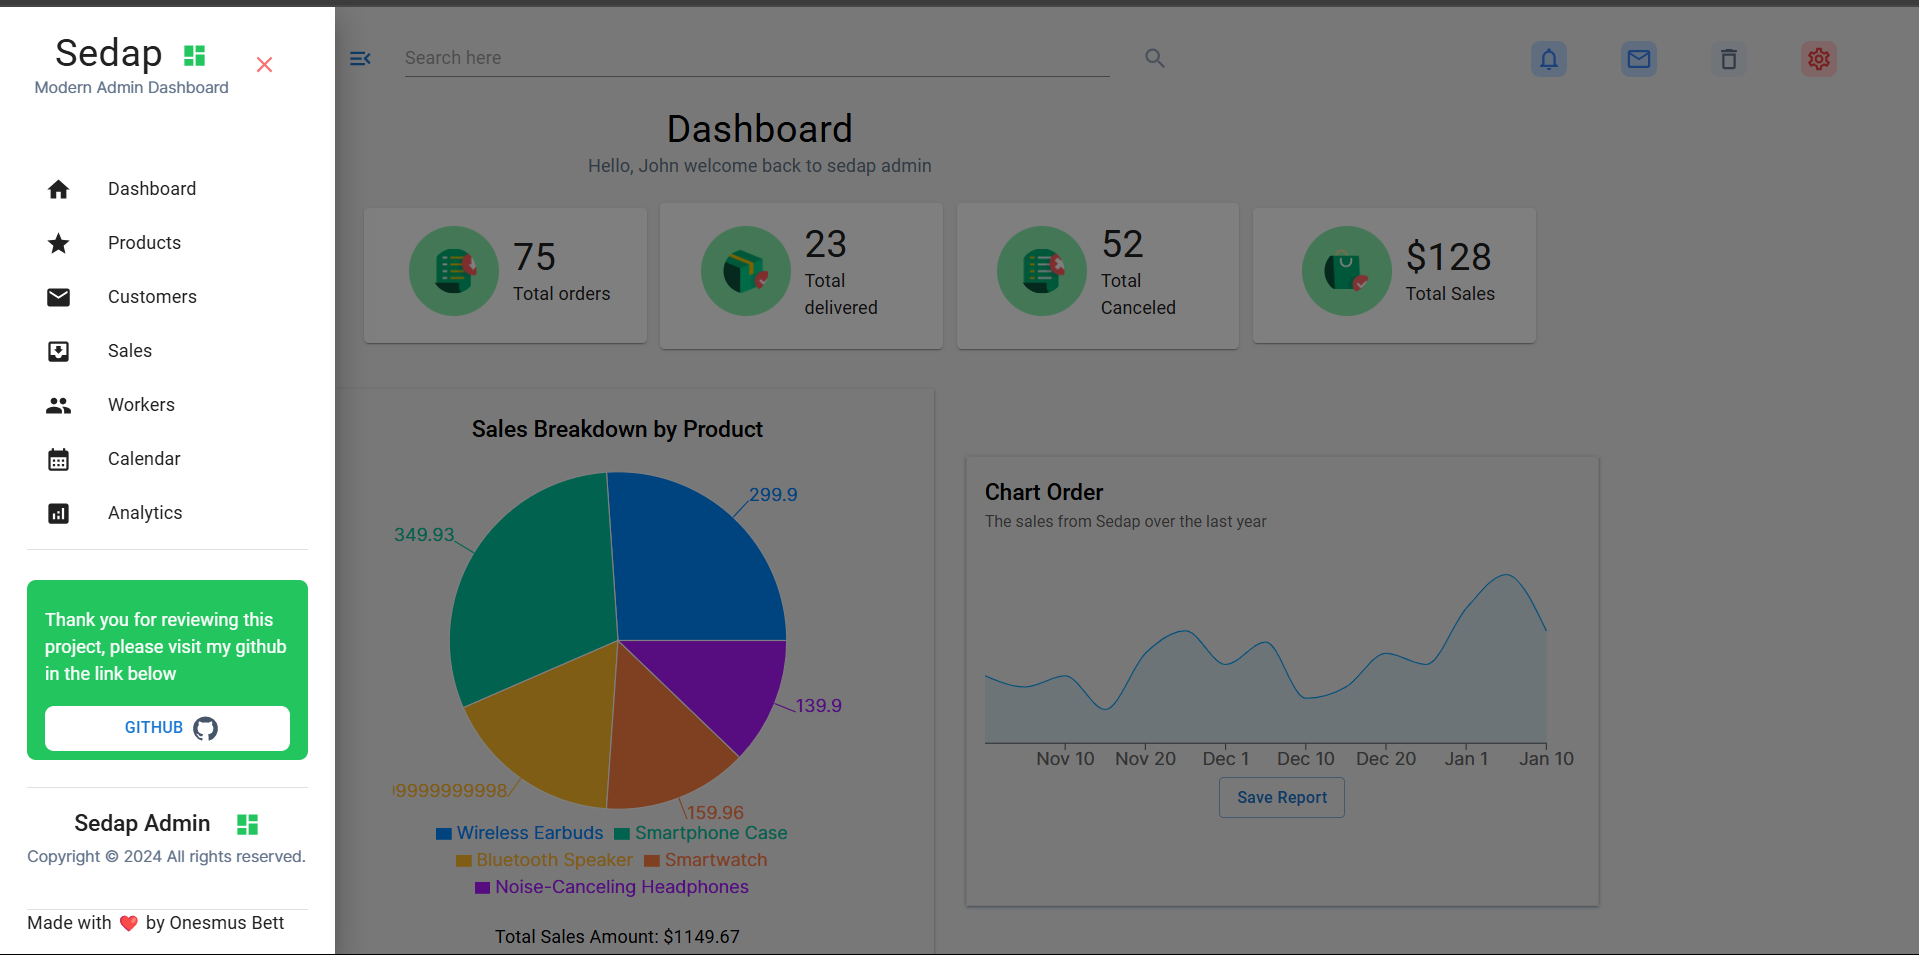 Sedap
Modern Admin Dashboard
Dashboard
Products
Customers
Sales
Workers
Calendar
Analytics
Thank you for reviewing this
project, please visit my github
in the link below
GITHUB
Sedap Admin
Copyright © 2024 All rights reserved.
Made with ❤️ by Onesmus Bett
Search here
Dashboard
Hello, John welcome back to sedap admin
75
Total orders
23
Total
delivered
52
Total
Canceled
$128
Total Sales
Sales Breakdown by Product
299.9
349.93
139.9
9999999998
159.96
Wireless Earbuds
Smartphone Case
Bluetooth Speaker
Smartwatch
Noise-Canceling Headphones
Total Sales Amount: $1149.67
Chart Order
The sales from Sedap over the last year
Nov 10 Nov 20 Dec 1 Dec 10 Dec 20 Jan 1 Jan 10
Save Report